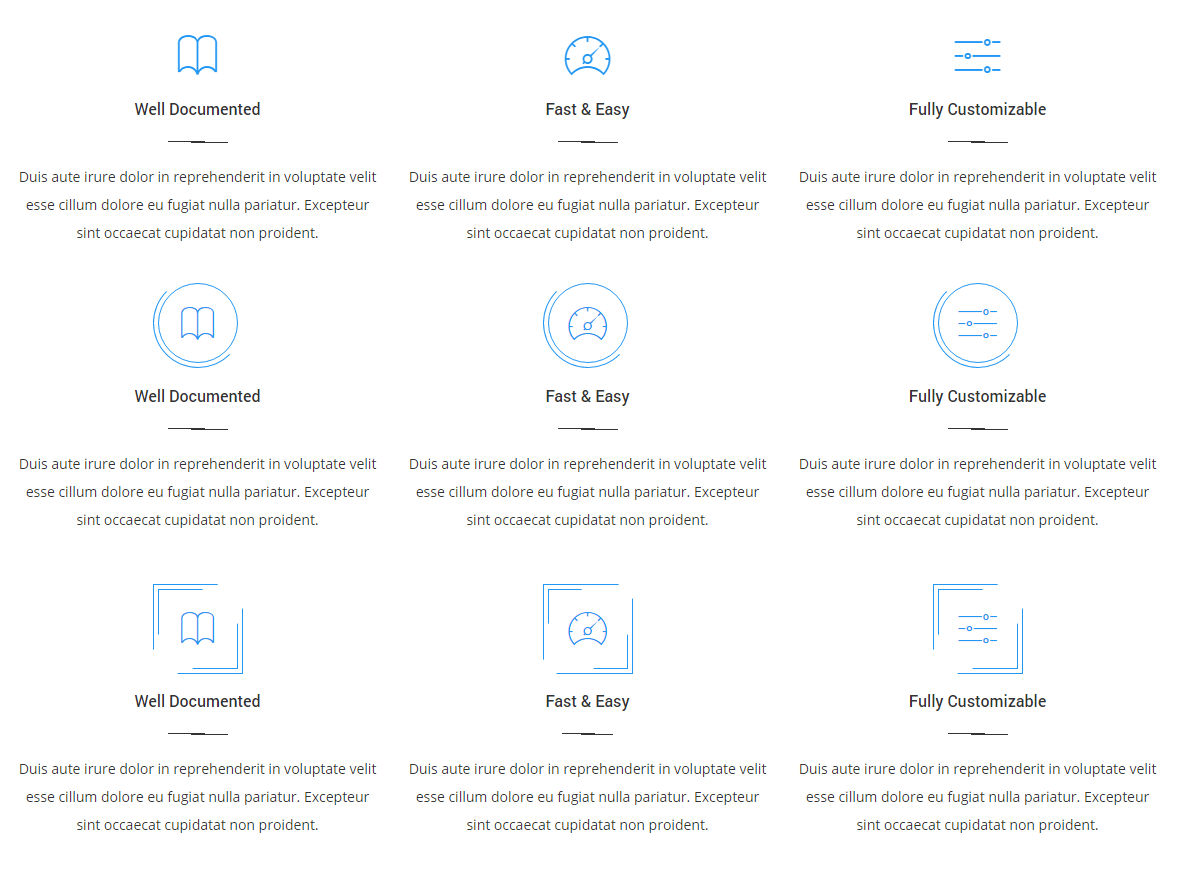 Well Documented
Duis aute irure dolor in reprehenderit in voluptate velit
esse cillum dolore eu fugiat nulla pariatur. Excepteur
sint occaecat cupidatat non proident.
Fast & Easy
Duis aute irure dolor in reprehenderit in voluptate velit
esse cillum dolore eu fugiat nulla pariatur. Excepteur
sint occaecat cupidatat non proident.
Fully Customizable
Duis aute irure dolor in reprehenderit in voluptate velit
esse cillum dolore eu fugiat nulla pariatur. Excepteur
sint occaecat cupidatat non proident.
Well Documented
Duis aute irure dolor in reprehenderit in voluptate velit
esse cillum dolore eu fugiat nulla pariatur. Excepteur
sint occaecat cupidatat non proident.
Fast & Easy
Duis aute irure dolor in reprehenderit in voluptate velit
esse cillum dolore eu fugiat nulla pariatur. Excepteur
sint occaecat cupidatat non proident.
Fully Customizable
Duis aute irure dolor in reprehenderit in voluptate velit
esse cillum dolore eu fugiat nulla pariatur. Excepteur
sint occaecat cupidatat non proident.
Well Documented
Duis aute irure dolor in reprehenderit in voluptate velit
esse cillum dolore eu fugiat nulla pariatur. Excepteur
sint occaecat cupidatat non proident.
Fast & Easy
Duis aute irure dolor in reprehenderit in voluptate velit
esse cillum dolore eu fugiat nulla pariatur. Excepteur
sint occaecat cupidatat non proident.
Fully Customizable
Duis aute irure dolor in reprehenderit in voluptate velit
esse cillum dolore eu fugiat nulla pariatur. Excepteur
sint occaecat cupidatat non proident.